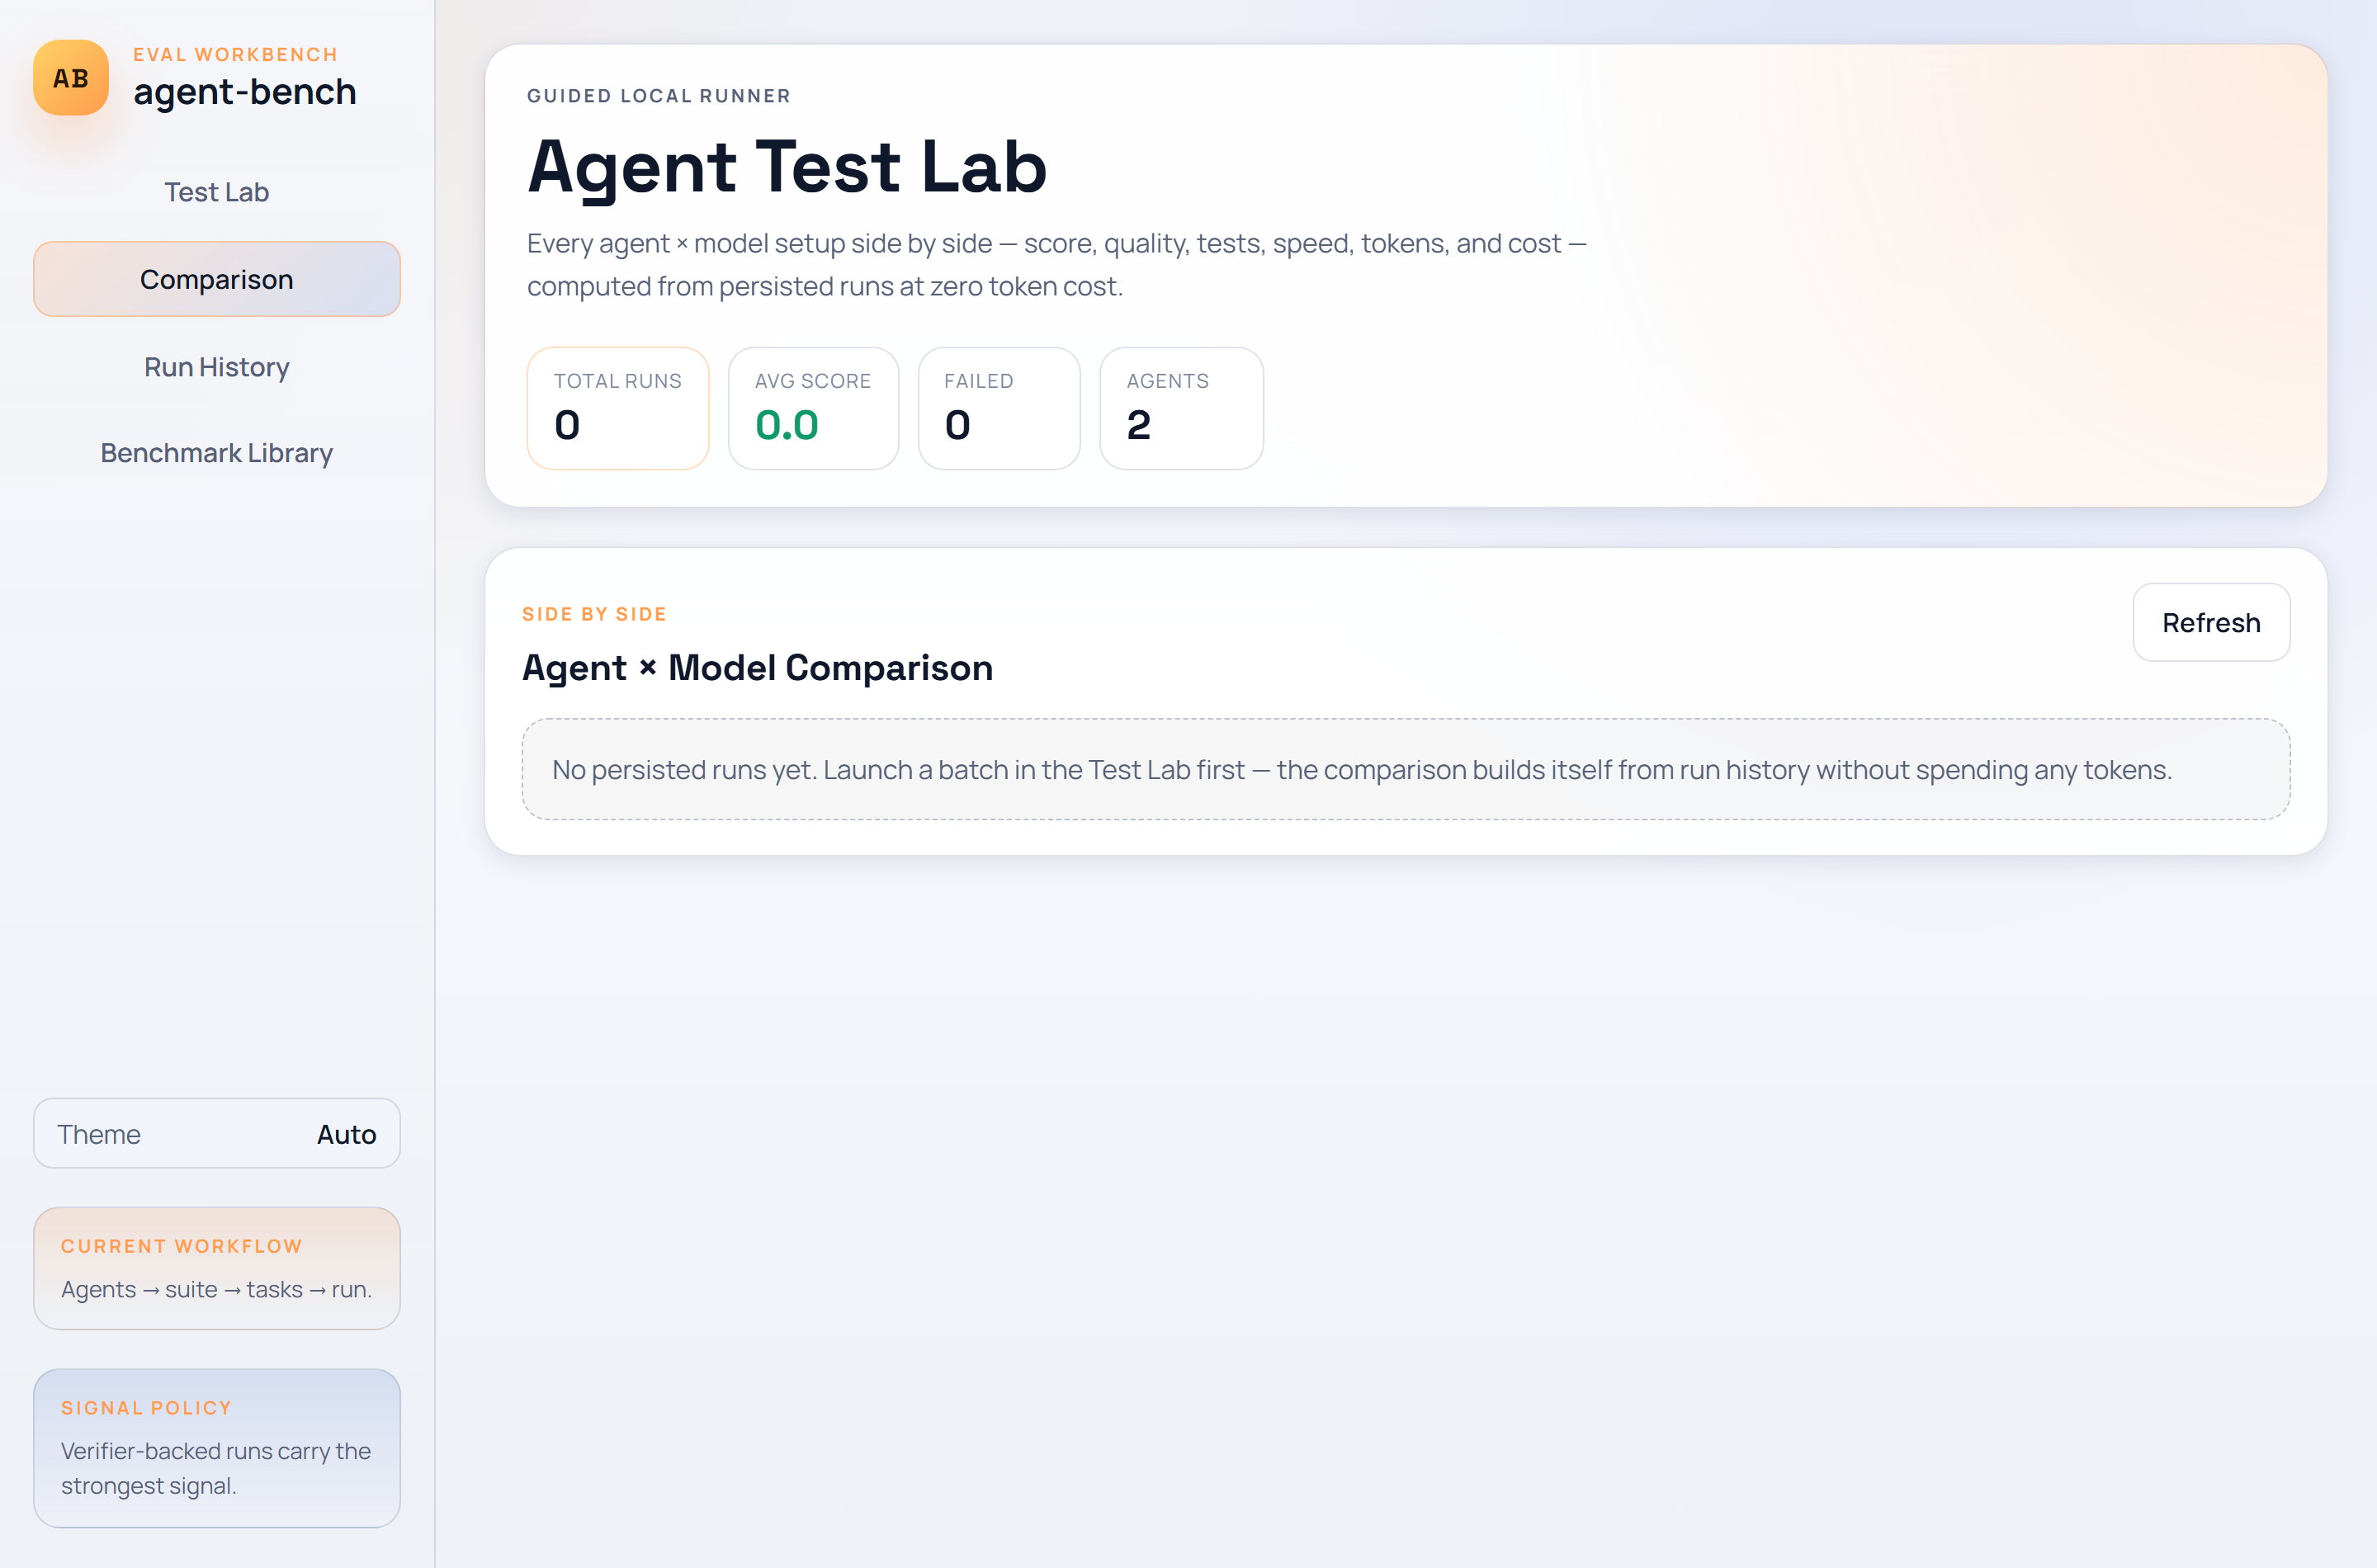 AB
EVAL WORKBENCH
agent-bench
Test Lab
Comparison
Run History
Benchmark Library
Theme Auto
CURRENT WORKFLOW
Agents → suite → tasks → run.
SIGNAL POLICY
Verifier-backed runs carry the
strongest signal.
GUIDED LOCAL RUNNER
Agent Test Lab
Every agent × model setup side by side — score, quality, tests, speed, tokens, and cost —
computed from persisted runs at zero token cost.
TOTAL RUNS
0
AVG SCORE
0.0
FAILED
0
AGENTS
2
SIDE BY SIDE
Agent × Model Comparison
Refresh
No persisted runs yet. Launch a batch in the Test Lab first — the comparison builds itself from run history without spending any tokens.